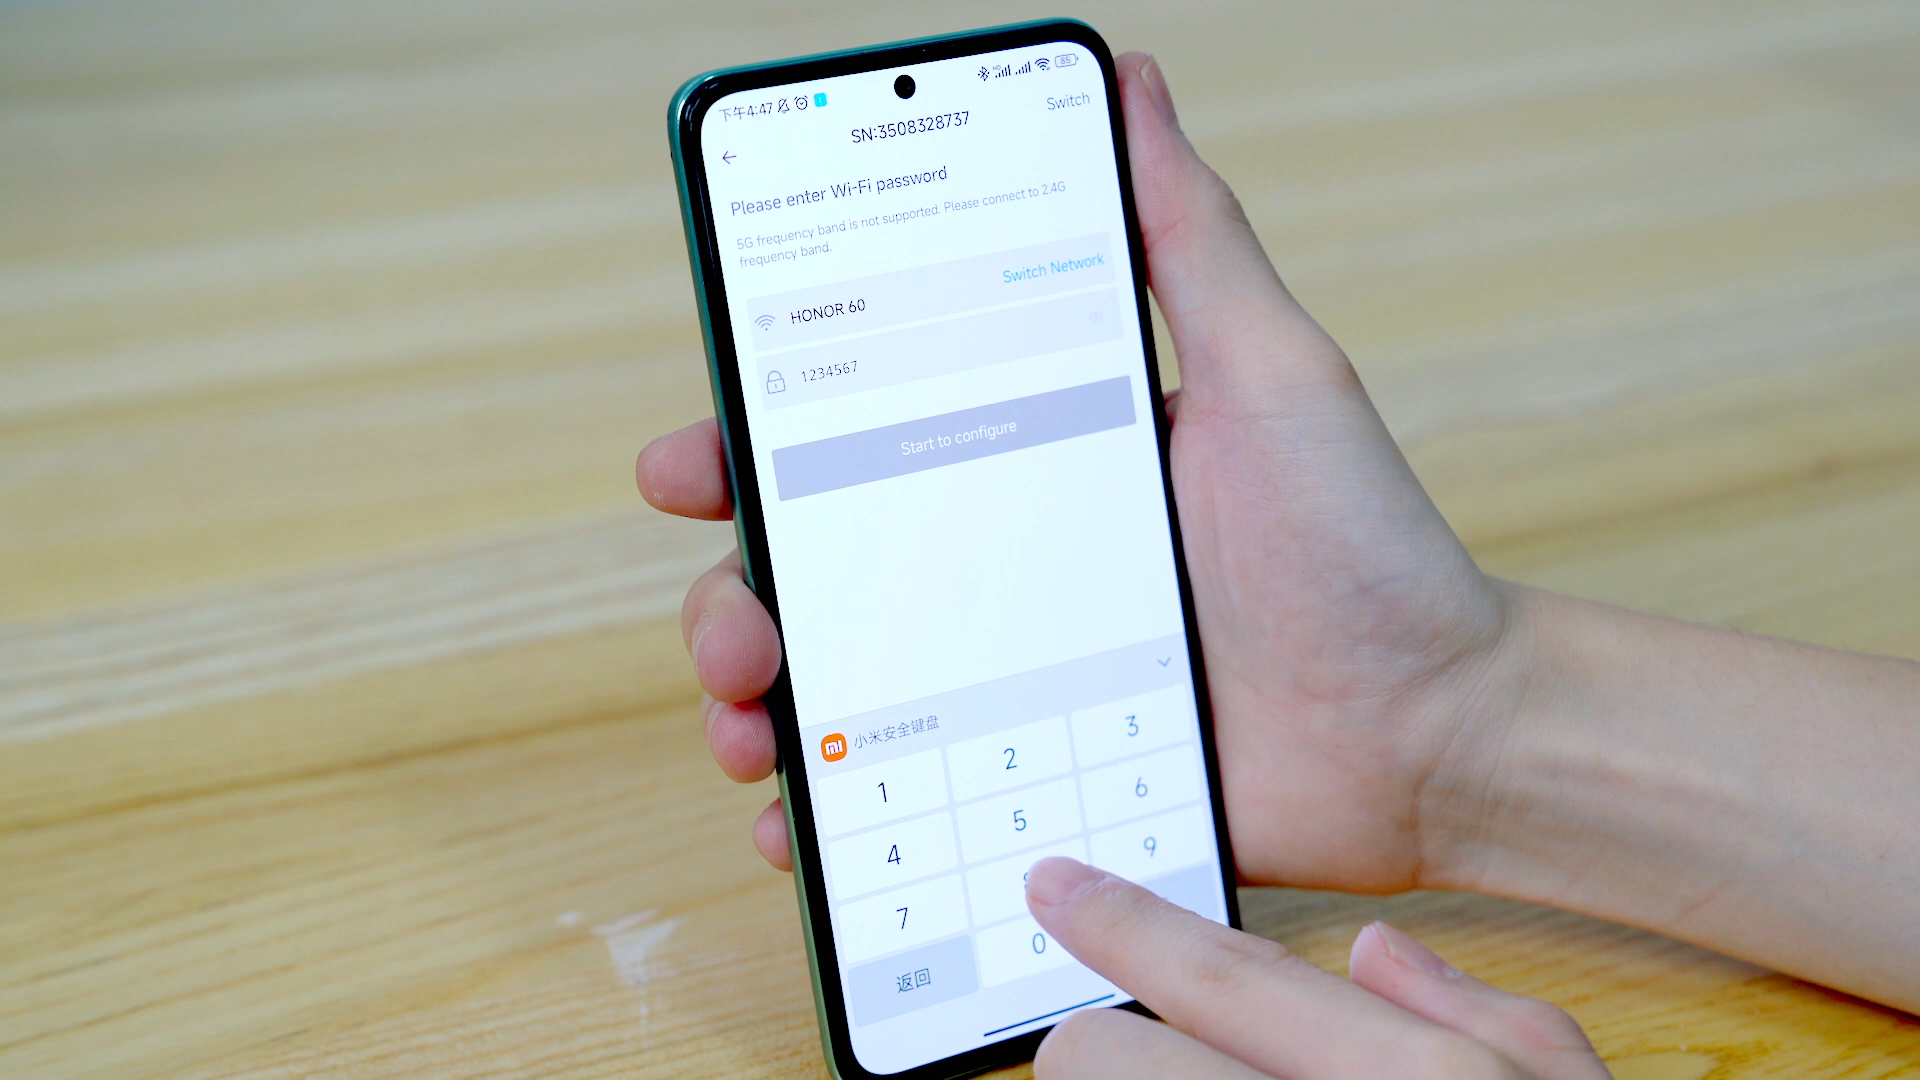 下午4:47
HD
85
Switch
SN:3508328737
Please enter Wi-Fi password
5G frequency band is not supported. Please connect to 2.4G
frequency band.
HONOR 60
Switch Network
1234567
Start to configure
小米安全键盘
1 2 3
4 5 6
7 9
返回 0